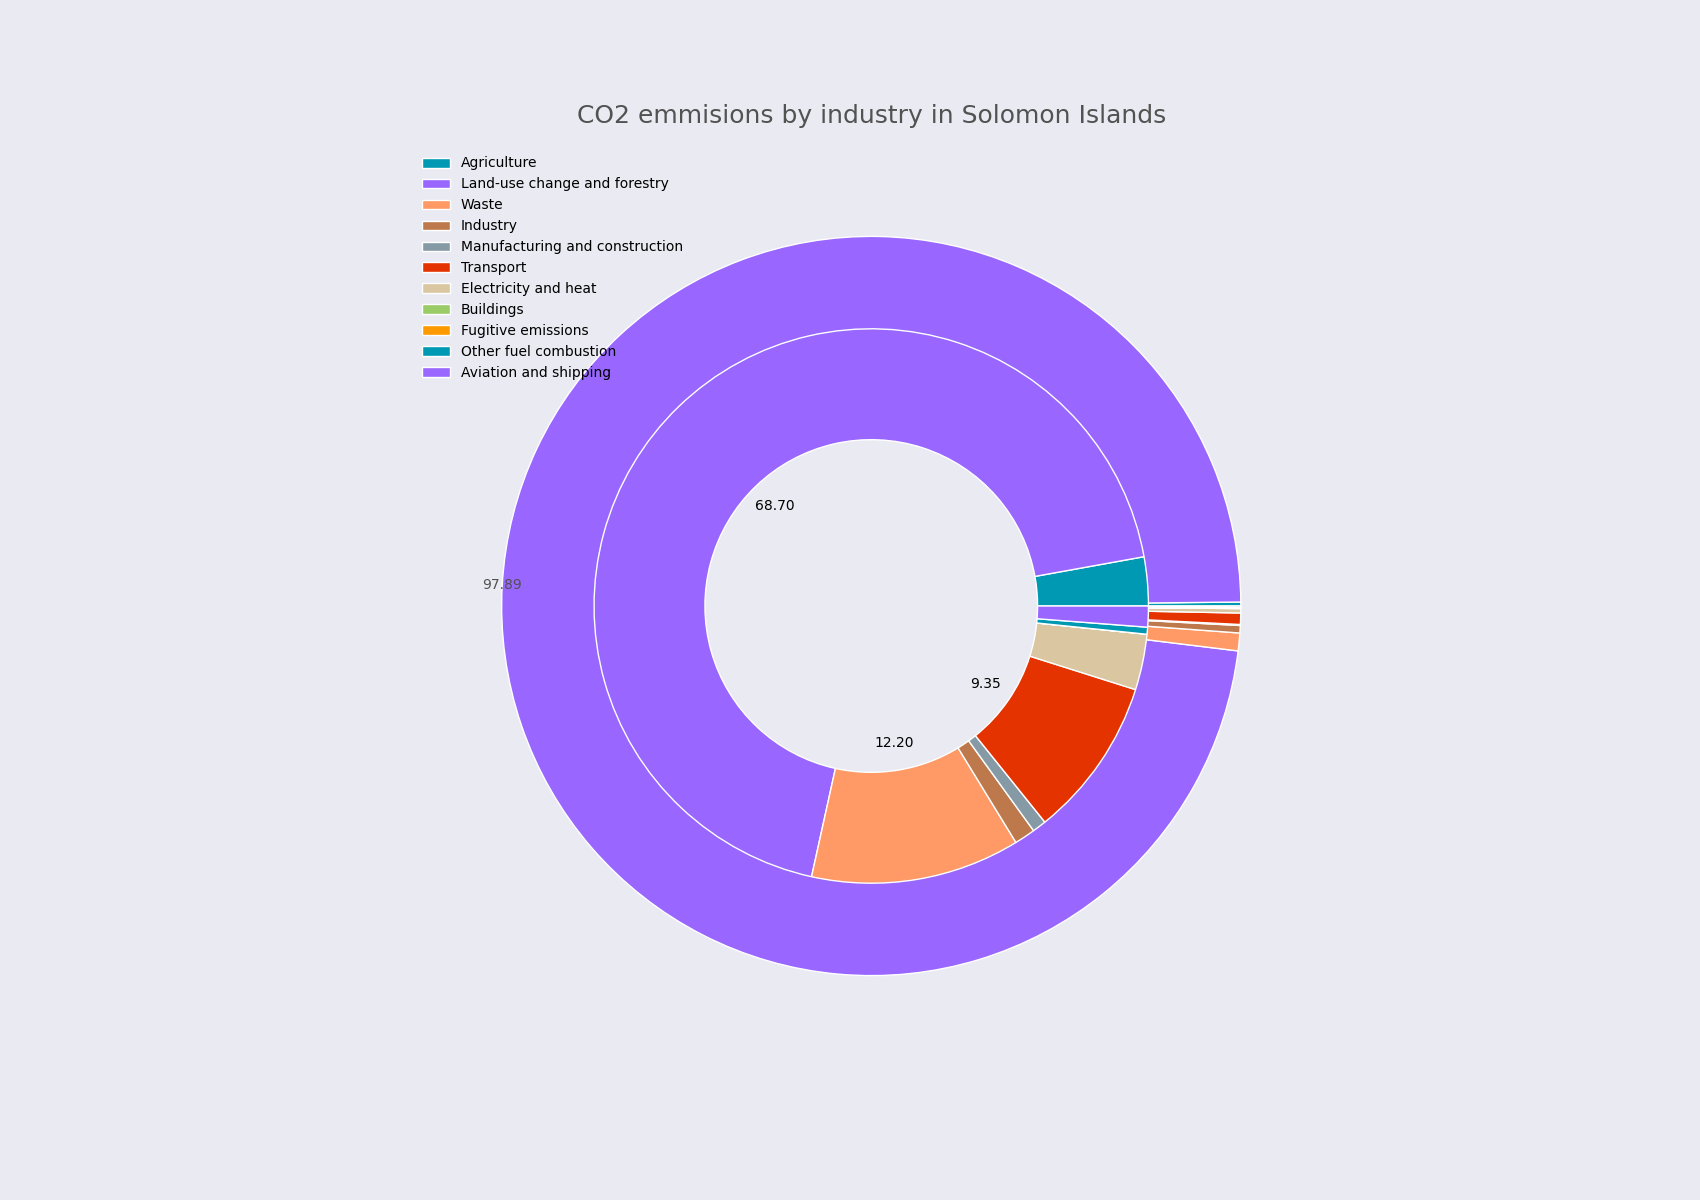 CO2 emmisions by industry in Solomon Islands
Agriculture
Land-use change and forestry
Waste
Industry
Manufacturing and construction
Transport
Electricity and heat
Buildings
Fugitive emissions
Other fuel combustion
Aviation and shipping
68.70
97.89
9.35
12.20